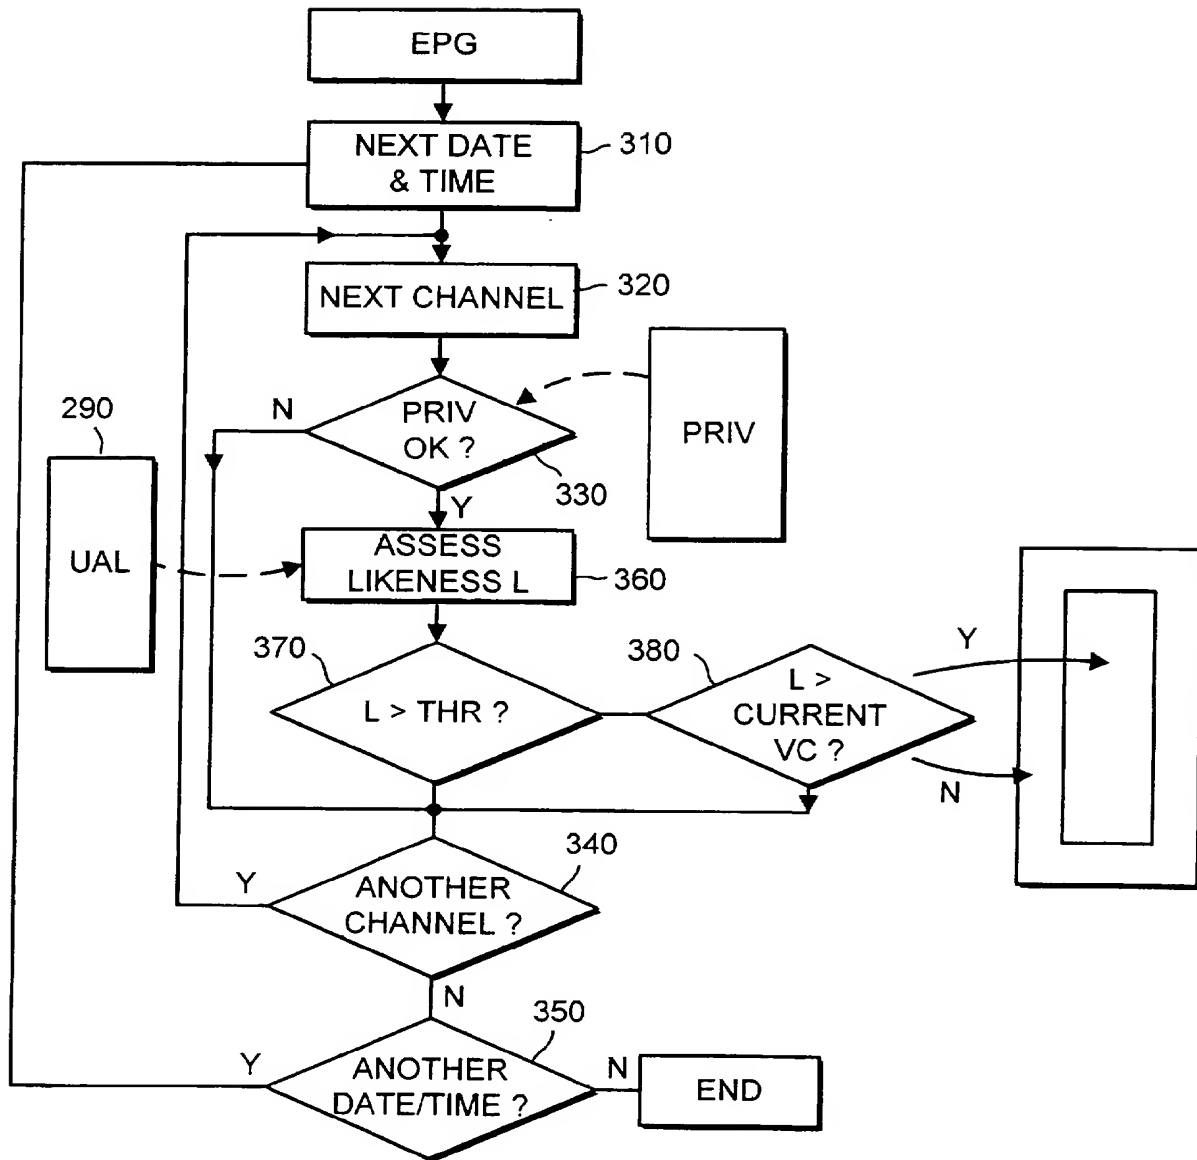 EPG
NEXT DATE
& TIME
310
NEXT CHANNEL
320
290
N
PRIV
OK ?
330
PRIV
Y
UAL
ASSESS
LIKENESS L
360
370
L > THR ?
380
L >
CURRENT
VC ?
Y
N
340
Y
ANOTHER
CHANNEL ?
N
350
Y
ANOTHER
DATE/TIME ?
N
END